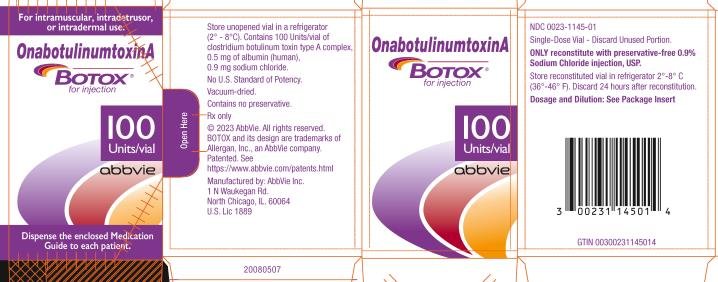 For intramuscular, intradetrusor,
or intradermal use.
OnabotulinumtoxinA
BOTOX®
for injection
100
Units/vial
abbvie
Dispense the enclosed Medication
Guide to each patient.
Open Here
Store unopened vial in a refrigerator
(2° - 8°C). Contains 100 Units/vial of
clostridium botulinum toxin type A complex,
0.5 mg of albumin (human),
0.9 mg sodium chloride.
No U.S. Standard of Potency.
Vacuum-dried.
Contains no preservative.
Rx only
© 2023 AbbVie. All rights reserved.
BOTOX and its design are trademarks of
Allergan, Inc., an AbbVie company.
Patented. See
https://www.abbvie.com/patents.html
Manufactured by: AbbVie Inc.
1 N Waukegan Rd.
North Chicago, IL. 60064
U.S. Lic 1889
20080507
OnabotulinumtoxinA
BOTOX®
for injection
100
Units/vial
abbvie
NDC 0023-1145-01
Single-Dose Vial - Discard Unused Portion.
ONLY reconstitute with preservative-free 0.9%
Sodium Chloride injection, USP.
Store reconstituted vial in refrigerator 2°-8° C
(36°-46° F). Discard 24 hours after reconstitution.
Dosage and Dilution: See Package Insert
3 00231 14501 4
GTIN 00300231145014